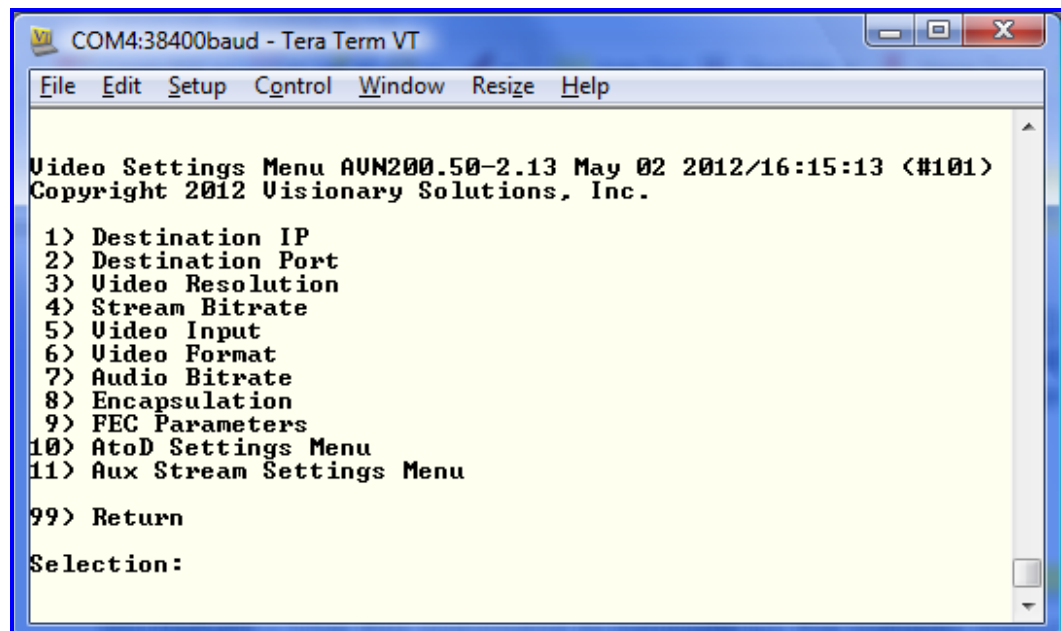 COM4:38400baud - Tera Term VT
File Edit Setup Control Window Resize Help
Video Settings Menu AVN200.50-2.13 May 02 2012/16:15:13 (#101)
Copyright 2012 Visionary Solutions, Inc.
1) Destination IP
2) Destination Port
3) Video Resolution
4) Stream Bitrate
5) Video Input
6) Video Format
7) Audio Bitrate
8) Encapsulation
9) FEC Parameters
10) AtoD Settings Menu
11) Aux Stream Settings Menu
99) Return
Selection: